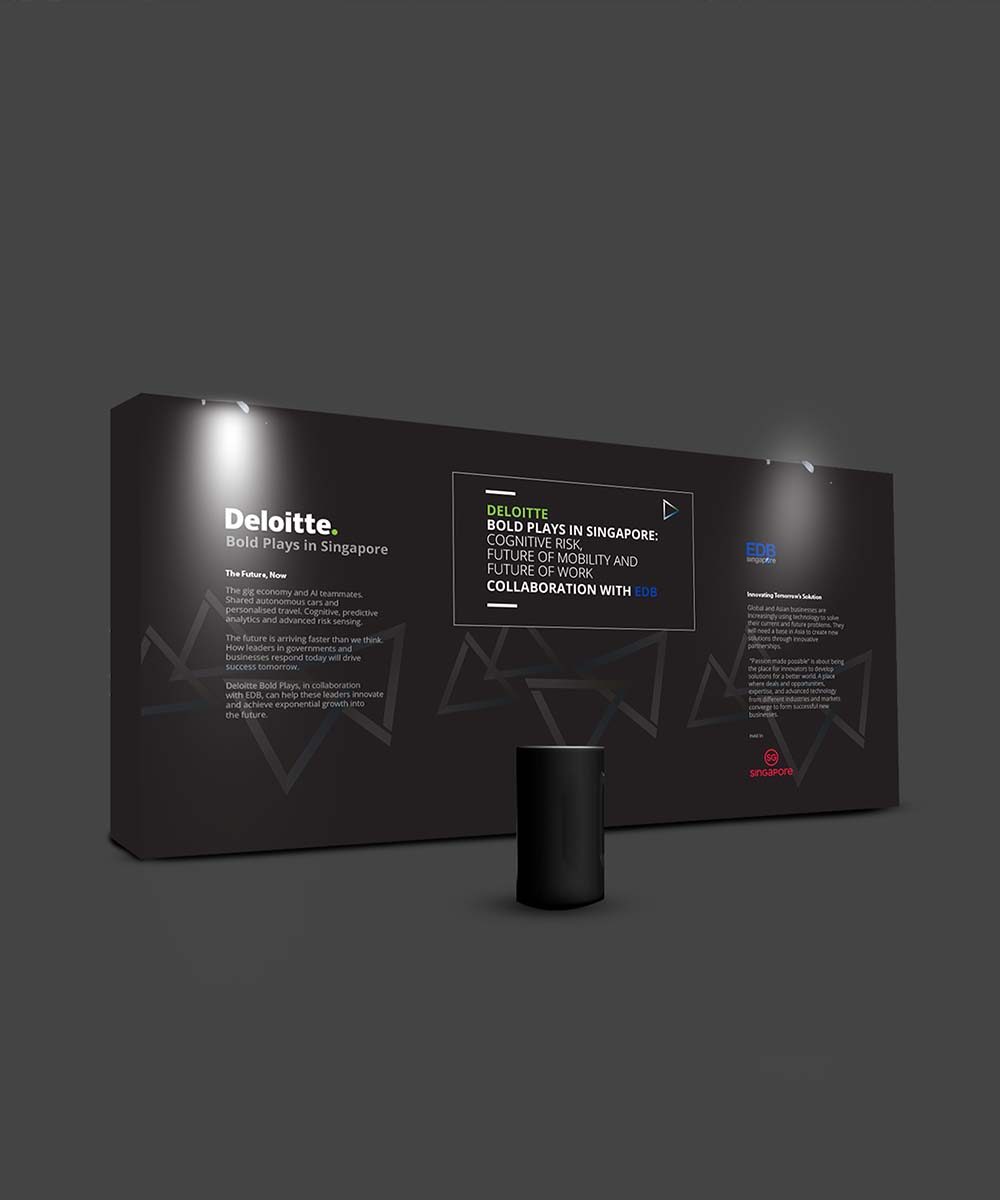 Deloitte.
Bold Plays in Singapore
The Future, Now
The gig economy and AI teammates.
Shared autonomous cars and
personalised travel. Cognitive, predictive
analytics and advanced risk sensing.
The future is arriving faster than we think.
How leaders in governments and
businesses respond today will drive
success tomorrow.
Deloitte Bold Plays, in collaboration
with EDB, can help these leaders innovate
and achieve exponential growth into
the future.
DELOITTE
BOLD PLAYS IN SINGAPORE:
COGNITIVE RISK,
FUTURE OF MOBILITY AND
FUTURE OF WORK
COLLABORATION WITH EDB
EDB
singapore
Innovating Tomorrow's Solution
Global and Asian businesses are
increasingly using technology to solve
their current and future problems. They
will need a base in Asia to create new
solutions through innovative
partnerships.
"Passion made possible" is about being
the place for innovators to develop
solutions for a better world. A place
where deals and opportunities,
expertise, and advanced technology
from different industries and markets
converge to form successful new
businesses.
Held In
SG
SINGAPORE